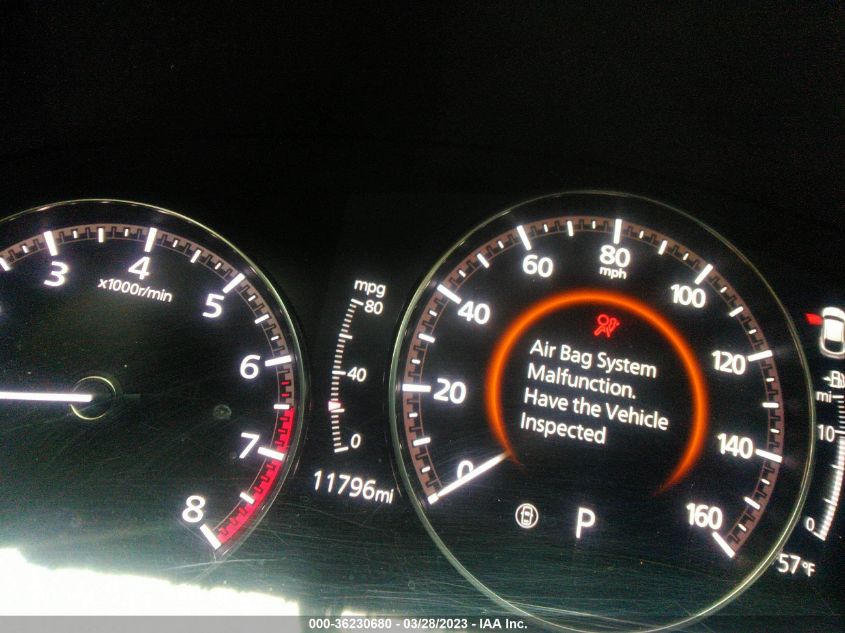 3
4
x1000r/min
5
6
7
8
mpg
80
40
0
11796mi
0
20
40
60
80
mph
100
120
140
160
Air Bag System
Malfunction.
Have the Vehicle
Inspected
P
mi
10
0
57°F
000-36230680 - 03/28/2023 - IAA Inc.